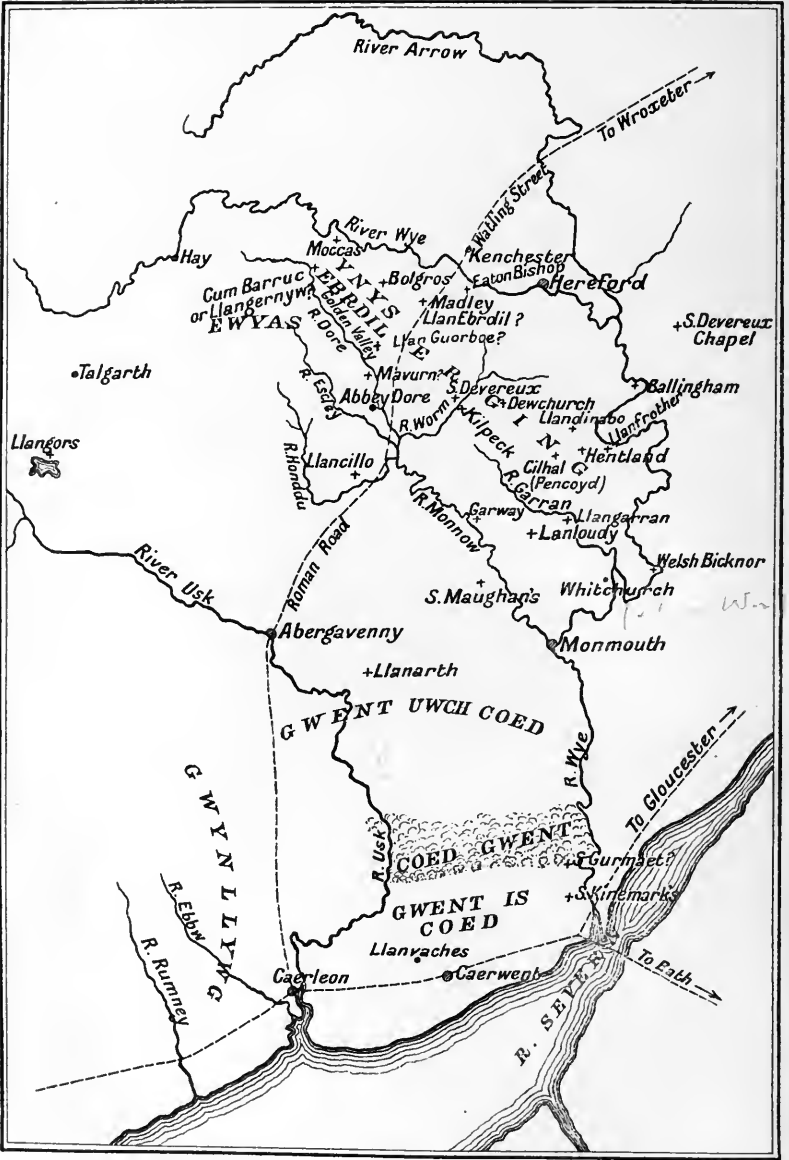 River Arrow
To Wroxeter
Watling Street
River Wye
Hay
Moccas
Kenchester
YNYS
EBRDIL
Bolgros
Eaton Bishop
Hereford
Cum Barruc
or Llangernyw?
Golden Valley
Madley
LlanEbrdil?
EWYAS
R. Dore
Llan Guorboe?
S. Devereux
Chapel
ERGING
Talgarth
Mavurn?
R. Escley
Abbey Dore
S. Devereux
Ballingham
Dewchurch
Llandinabo
Llanfrother
R. Worm
Kilpeck
Llangors
R. Honddu
Llancillo
Hentland
Cilhal
(Pencoyd)
R. Garran
R. Monnow
Garway
Llangarran
Lanloudy
River Usk
Roman Road
Welsh Bicknor
S. Maughan's
Whitchurch
Abergavenny
Monmouth
Llanarth
GWENT UWCH COED
R. Wye
To Gloucester
GWYNLLYWG
R. Usk
COED GWENT
S. Gurmaet?
R. Ebbw
GWENT IS
COED
S. Kinemark's
R. Rumney
Llanvaches
Caerleon
Caerwent
To Bath
R. SEVERN